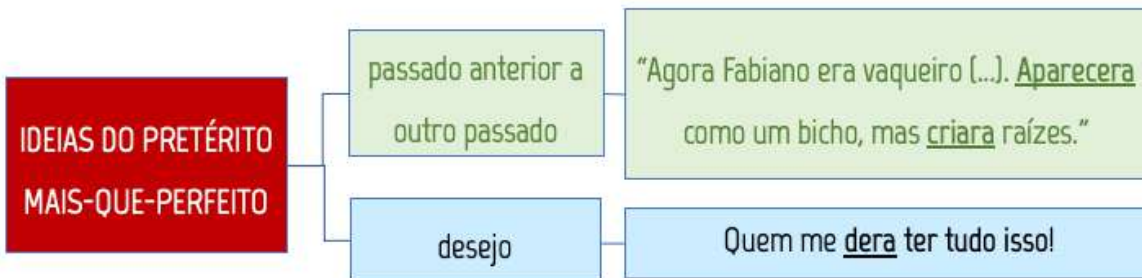 IDEIAS DO PRETÉRITO
MAIS-QUE-PERFEITO
passado anterior a
outro passado
"Agora Fabiano era vaqueiro (...). Aparecera
como um bicho, mas criara raízes."
desejo
Quem me dera ter tudo isso!